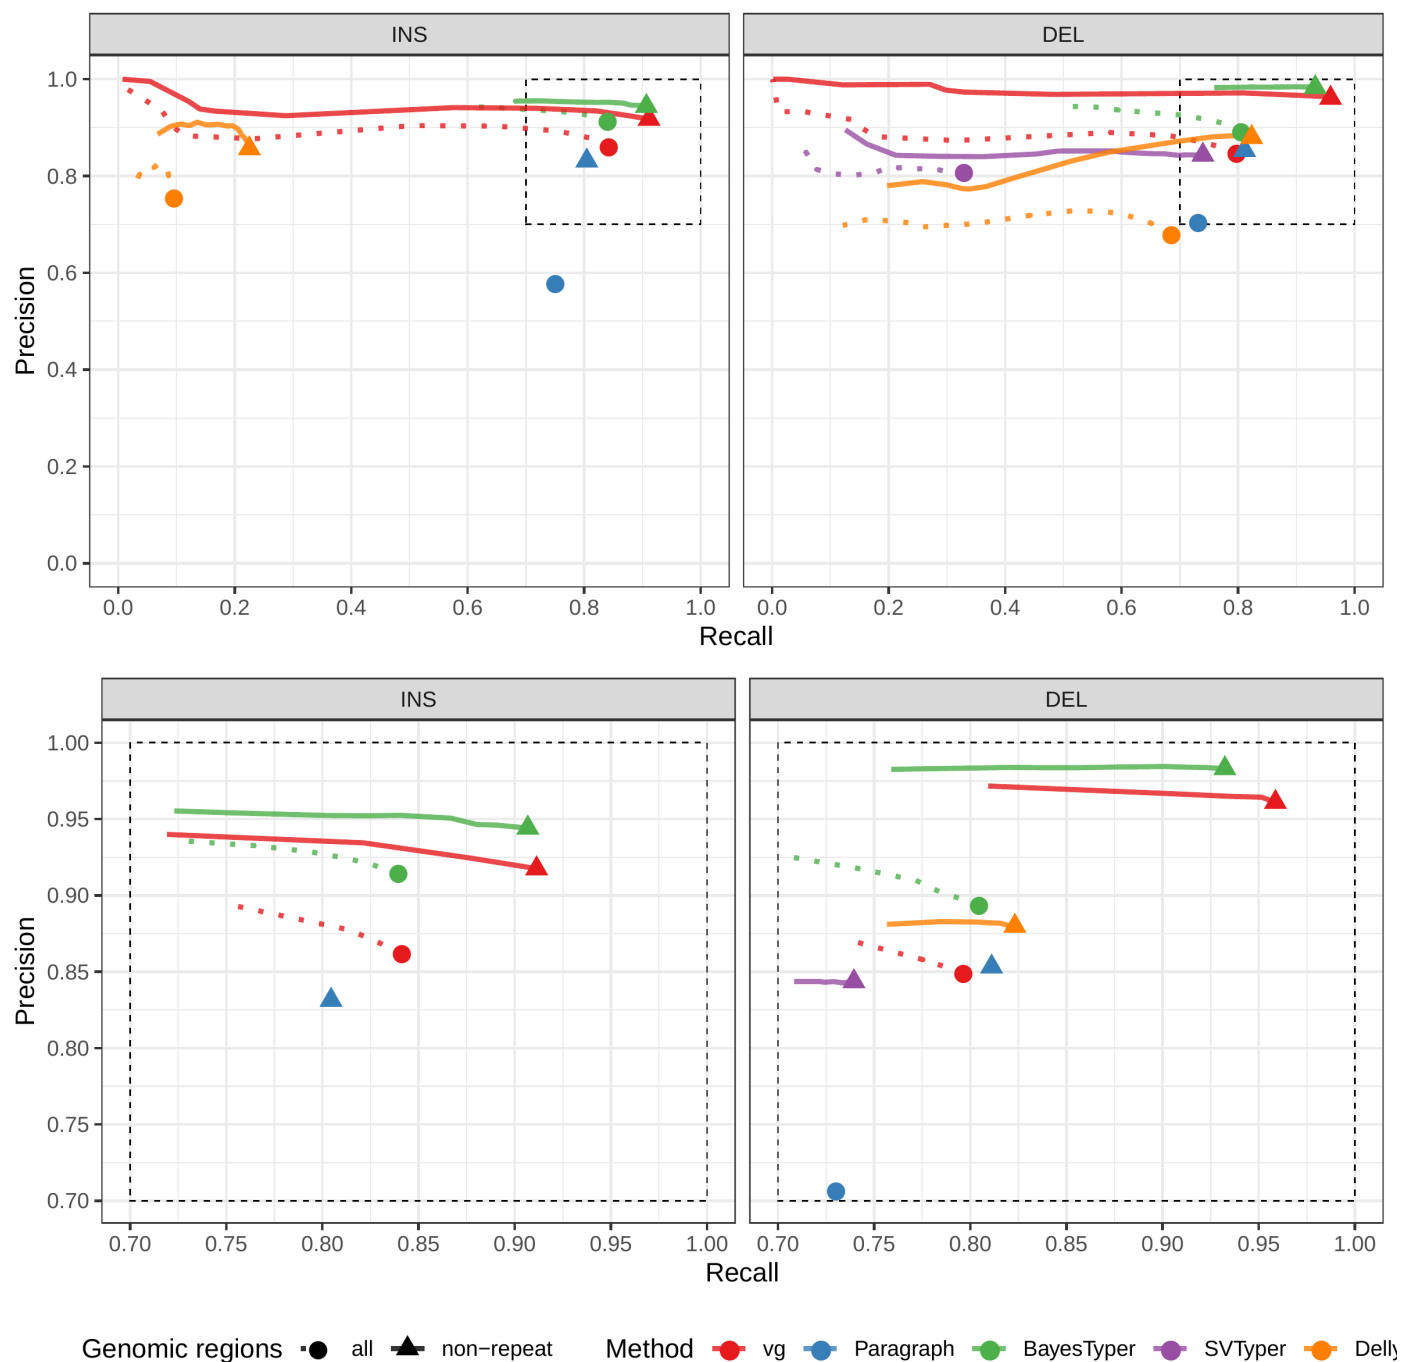 INS DEL
1.0
0.8
0.6
0.4
0.2
0.0
Precision
0.0 0.2 0.4 0.6 0.8 1.0 0.0 0.2 0.4 0.6 0.8 1.0
Recall
INS DEL
1.00
0.95
0.90
0.85
0.80
0.75
0.70
Precision
0.70 0.75 0.80 0.85 0.90 0.95 1.00 0.70 0.75 0.80 0.85 0.90 0.95 1.00
Recall
Genomic regions all non−repeat Method vg Paragraph BayesTyper SVTyper Delly